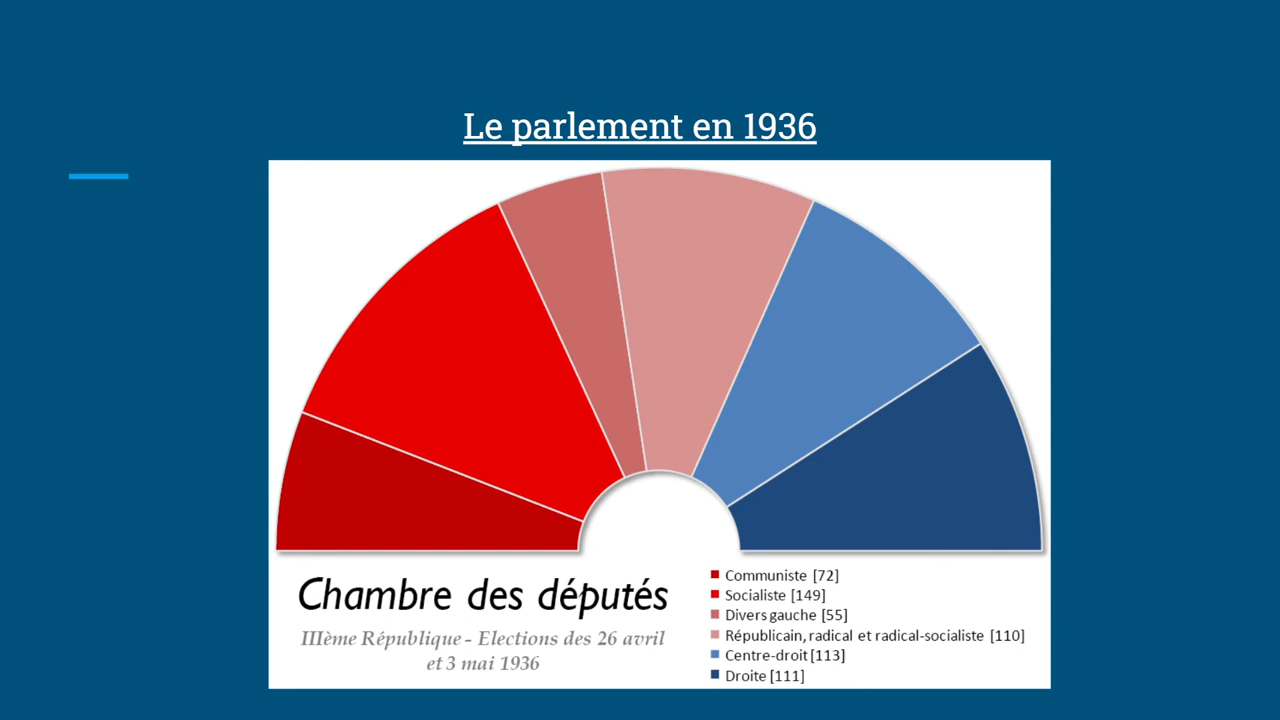 Le parlement en 1936
Chambre des députés
IIIème République - Elections des 26 avril
et 3 mai 1936
Communiste [72]
Socialiste [149]
Divers gauche [55]
Républicain, radical et radical-socialiste [110]
Centre-droit [113]
Droite [111]